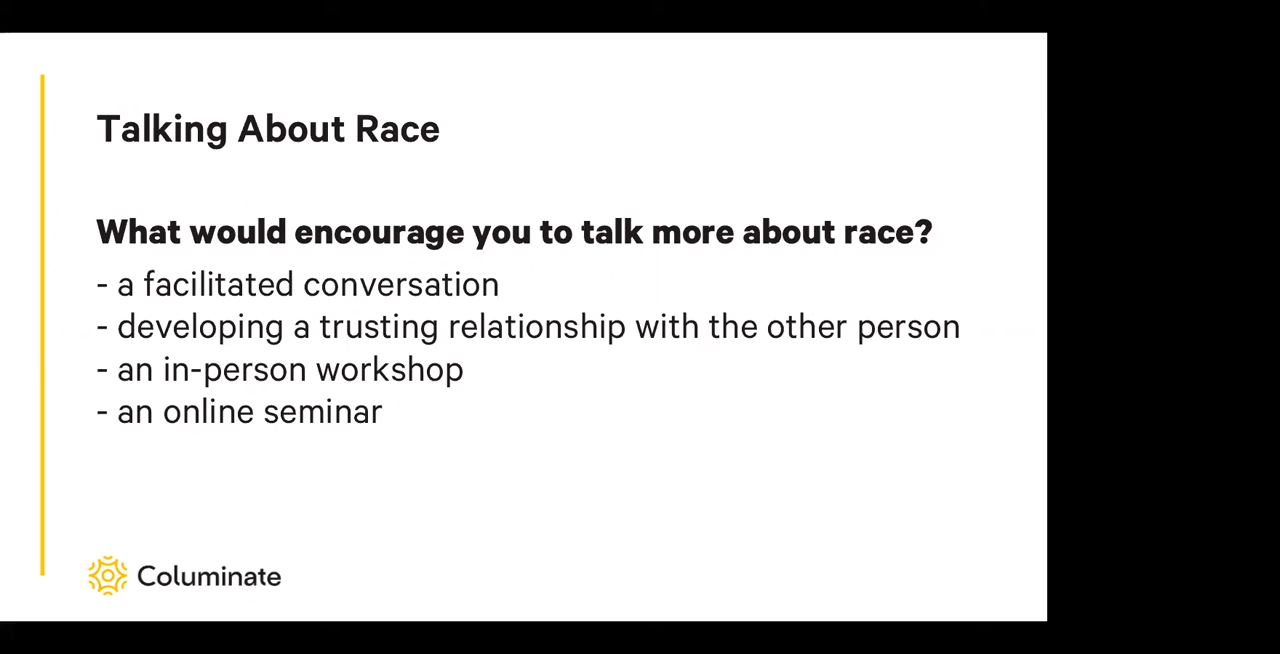 Talking About Race
What would encourage you to talk more about race?
- a facilitated conversation
- developing a trusting relationship with the other person
- an in-person workshop
- an online seminar
Columinate